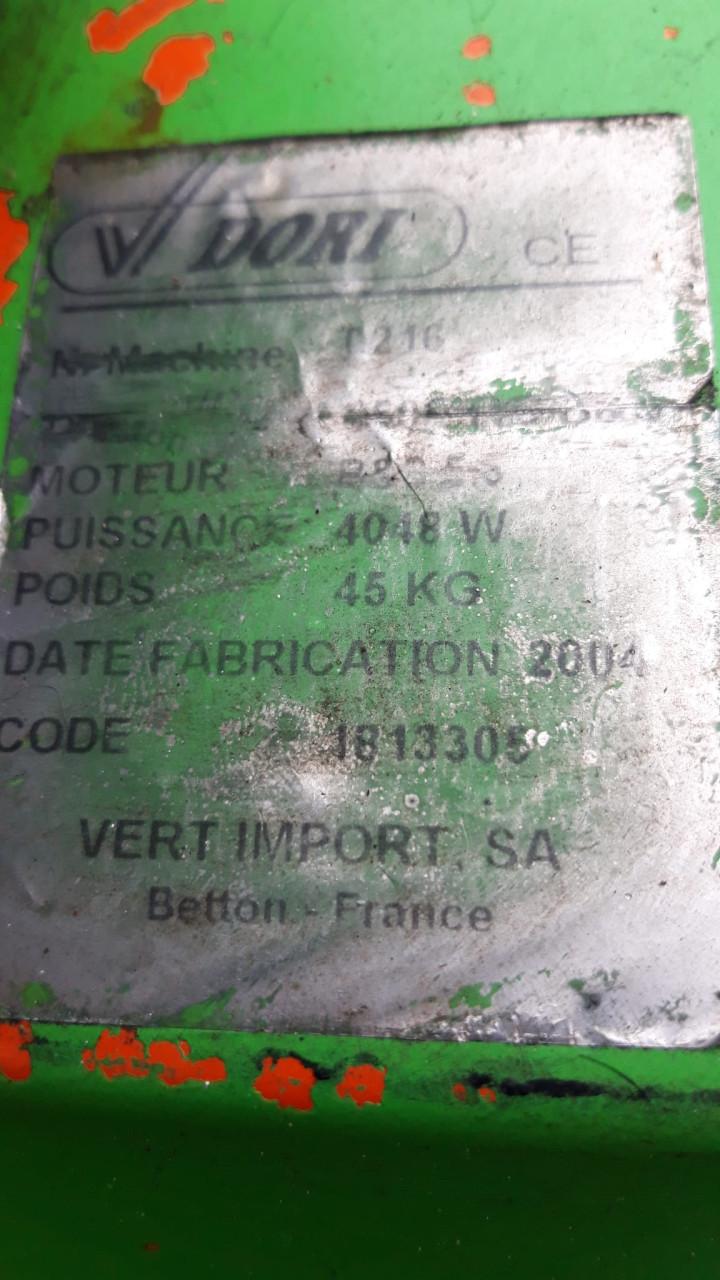 W DORI CE
N. Machine T216
MOTEUR
PUISSANCE 4048 W
POIDS 45 KG
DATE FABRICATION 2004
CODE 1813305
VERT IMPORT, SA
Betton - France